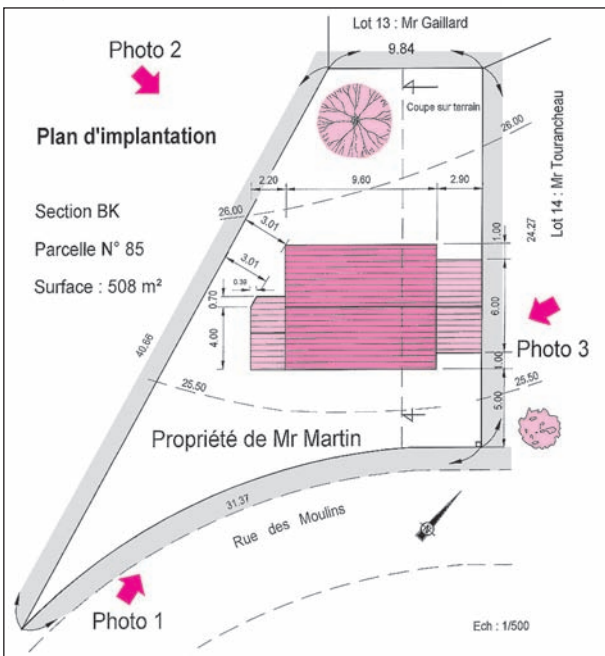 Lot 13 : Mr Gaillard
9.84
Photo 2
Coupe sur terrain
Plan d'implantation
26.00
Lot 14 : Mr Tourancheau
2.20
9.60
2.90
Section BK
26.00
3.01
1.00
24.27
Parcelle N° 85
3.01
Surface : 508 m²
0.38
0.70
6.00
4.00
Photo 3
40.66
1.00
25.50
25.50
5.00
Propriété de Mr Martin
31.37
Rue des Moulins
Photo 1
Ech : 1/500